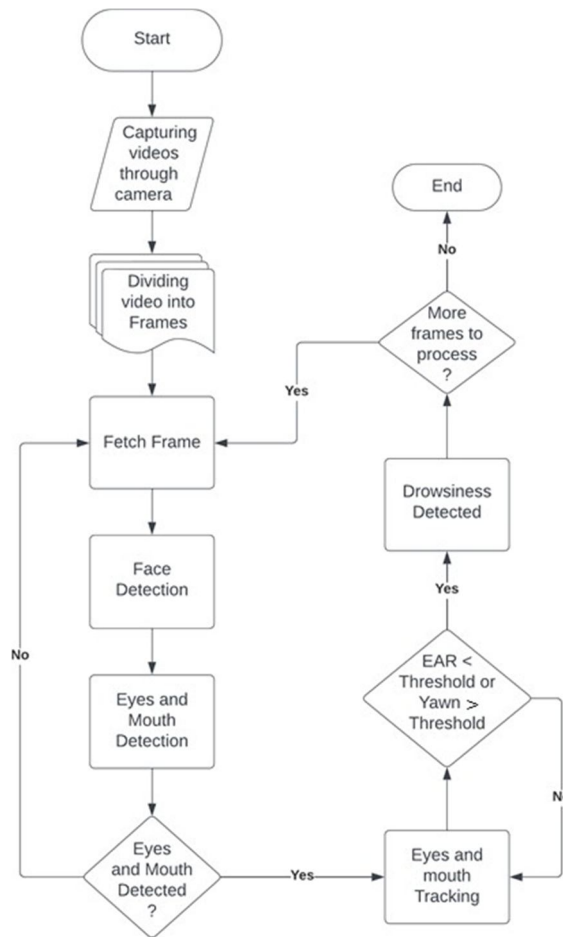 Start
Capturing
videos
through
camera
Dividing
video into
Frames
Fetch Frame
Face
Detection
Eyes and
Mouth
Detection
Eyes
and Mouth
Detected
?
No
Yes
Eyes and
mouth
Tracking
EAR <
Threshold or
Yawn >
Threshold
N
Yes
Drowsiness
Detected
More
frames to
process
?
Yes
No
End